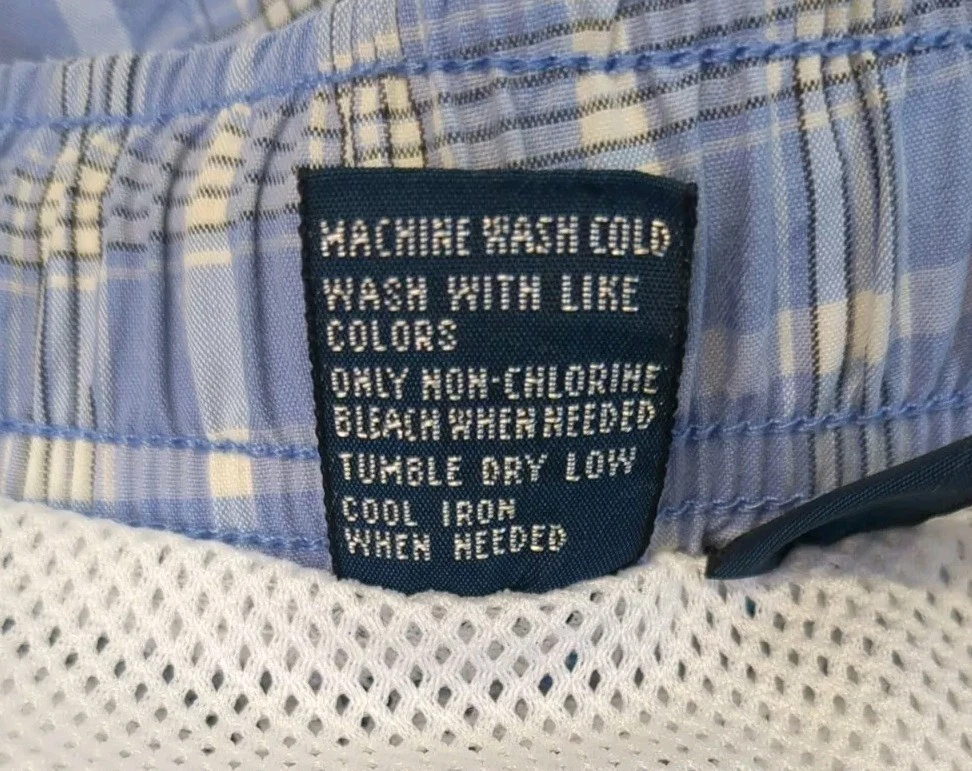 MACHINE WASH COLD
WASH WITH LIKE
COLORS
ONLY NON-CHLORINE
BLEACH WHEN NEEDED
TUMBLE DRY LOW
COOL IRON
WHEN NEEDED